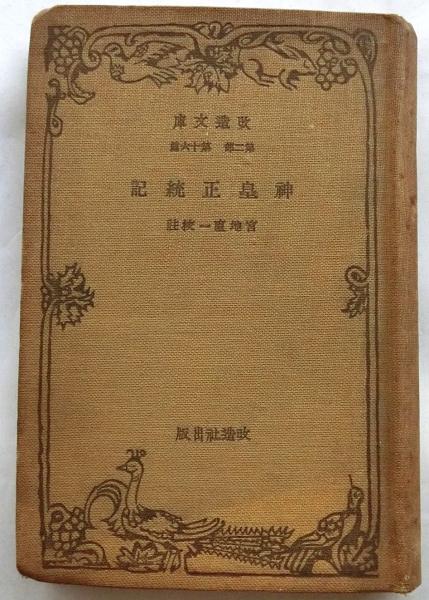 庫文造改
篇六十第 部二第
記統正皇神
註校一直地宮
版出社造改